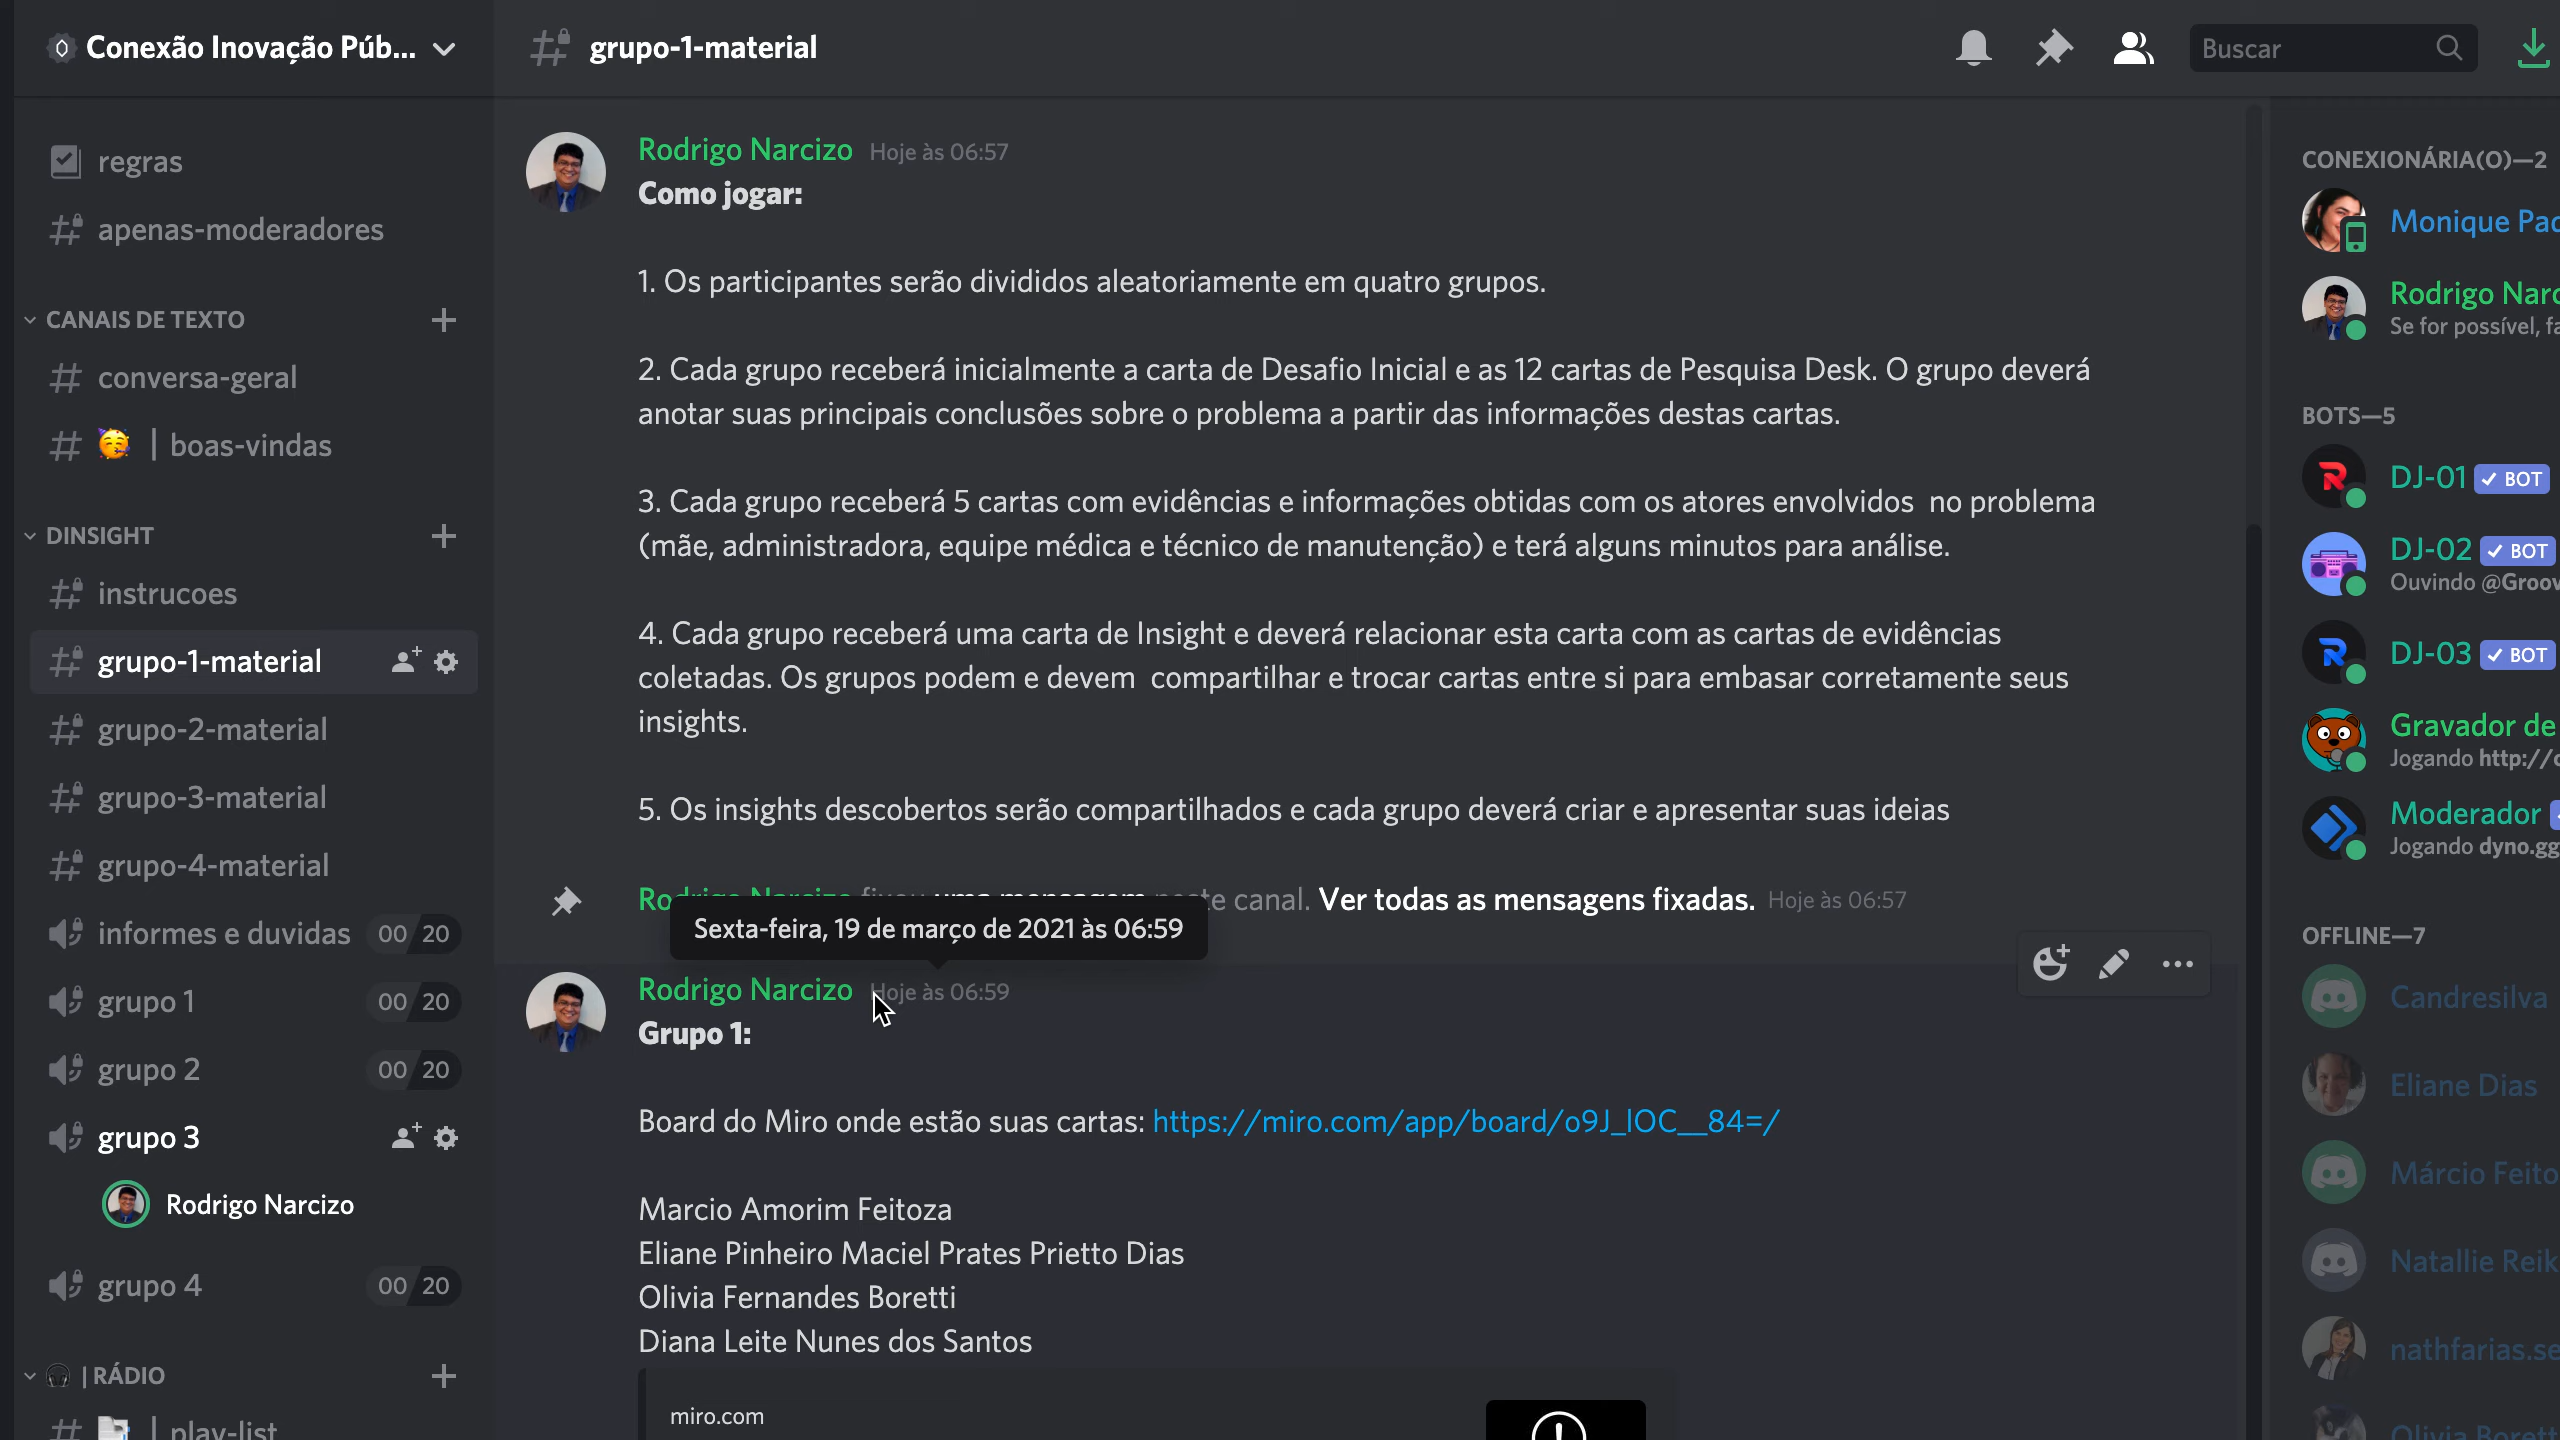 Conexão Inovação Púb...
regras
apenas-moderadores
CANAIS DE TEXTO
conversa-geral
| boas-vindas
DINSIGHT
instrucoes
grupo-1-material
grupo-2-material
grupo-3-material
grupo-4-material
informes e duvidas 00 20
grupo 1 00 20
grupo 2 00 20
grupo 3
Rodrigo Narcizo
grupo 4 00 20
| RÁDIO
| play-list
grupo-1-material
Buscar
Rodrigo Narcizo Hoje às 06:57
Como jogar:
1. Os participantes serão divididos aleatoriamente em quatro grupos.
2. Cada grupo receberá inicialmente a carta de Desafio Inicial e as 12 cartas de Pesquisa Desk. O grupo deverá
anotar suas principais conclusões sobre o problema a partir das informações destas cartas.
3. Cada grupo receberá 5 cartas com evidências e informações obtidas com os atores envolvidos  no problema
(mãe, administradora, equipe médica e técnico de manutenção) e terá alguns minutos para análise.
4. Cada grupo receberá uma carta de Insight e deverá relacionar esta carta com as cartas de evidências
coletadas. Os grupos podem e devem  compartilhar e trocar cartas entre si para embasar corretamente seus
insights.
5. Os insights descobertos serão compartilhados e cada grupo deverá criar e apresentar suas ideias
Rodrigo Narcizo fixou uma mensagem neste canal. Ver todas as mensagens fixadas. Hoje às 06:57
Sexta-feira, 19 de março de 2021 às 06:59
Rodrigo Narcizo Hoje às 06:59
Grupo 1:
Board do Miro onde estão suas cartas: https://miro.com/app/board/o9J_lOC__84=/
Marcio Amorim Feitoza
Eliane Pinheiro Maciel Prates Prietto Dias
Olivia Fernandes Boretti
Diana Leite Nunes dos Santos
miro.com
CONEXIONÁRIA(O)—2
Monique Pac
Rodrigo Narc
Se for possível, fa
BOTS—5
DJ-01 BOT
DJ-02 BOT
Ouvindo @Groov
DJ-03 BOT
Gravador de
Jogando http://c
Moderador
Jogando dyno.gg
OFFLINE—7
Candresilva
Eliane Dias
Márcio Feito
Natallie Reik
nathfarias.se
Olivia Borett